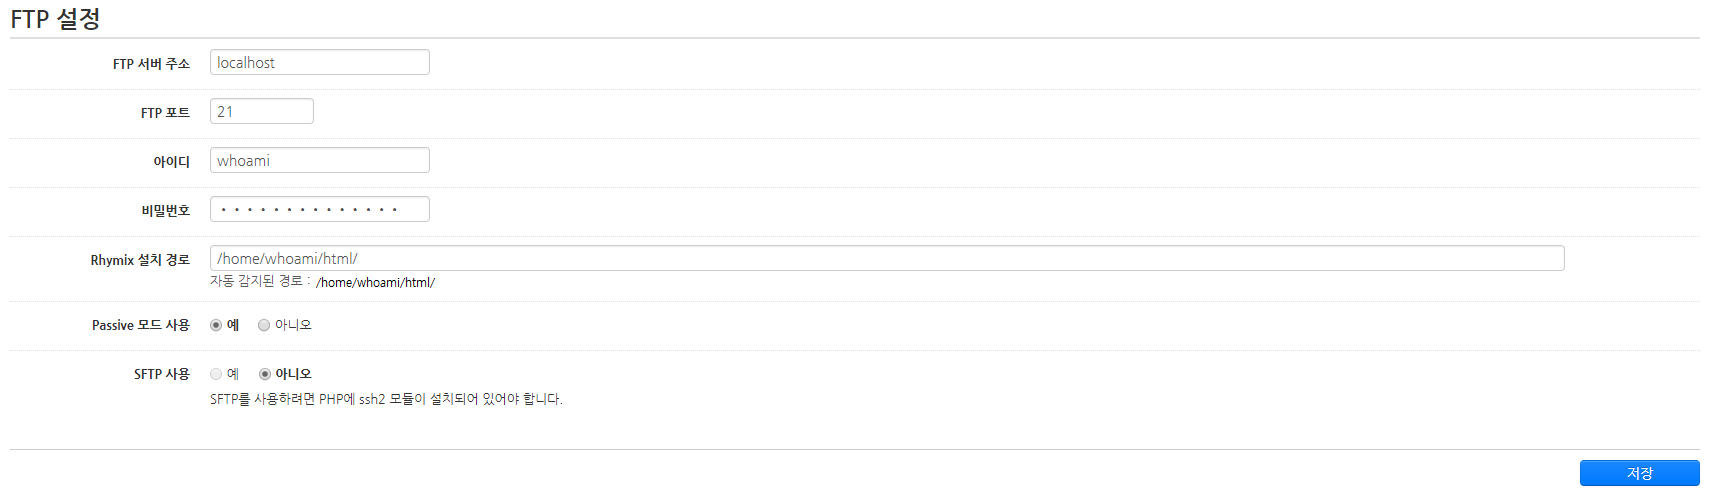 FTP 설정
FTP 서버 주소 localhost
FTP 포트 21
아이디 whoami
비밀번호 ••••••••••••••
Rhymix 설치 경로 /home/whoami/html/
자동 감지된 경로 : /home/whoami/html/
Passive 모드 사용 예 아니오
SFTP 사용 예 아니오
SFTP를 사용하려면 PHP에 ssh2 모듈이 설치되어 있어야 합니다.
저장